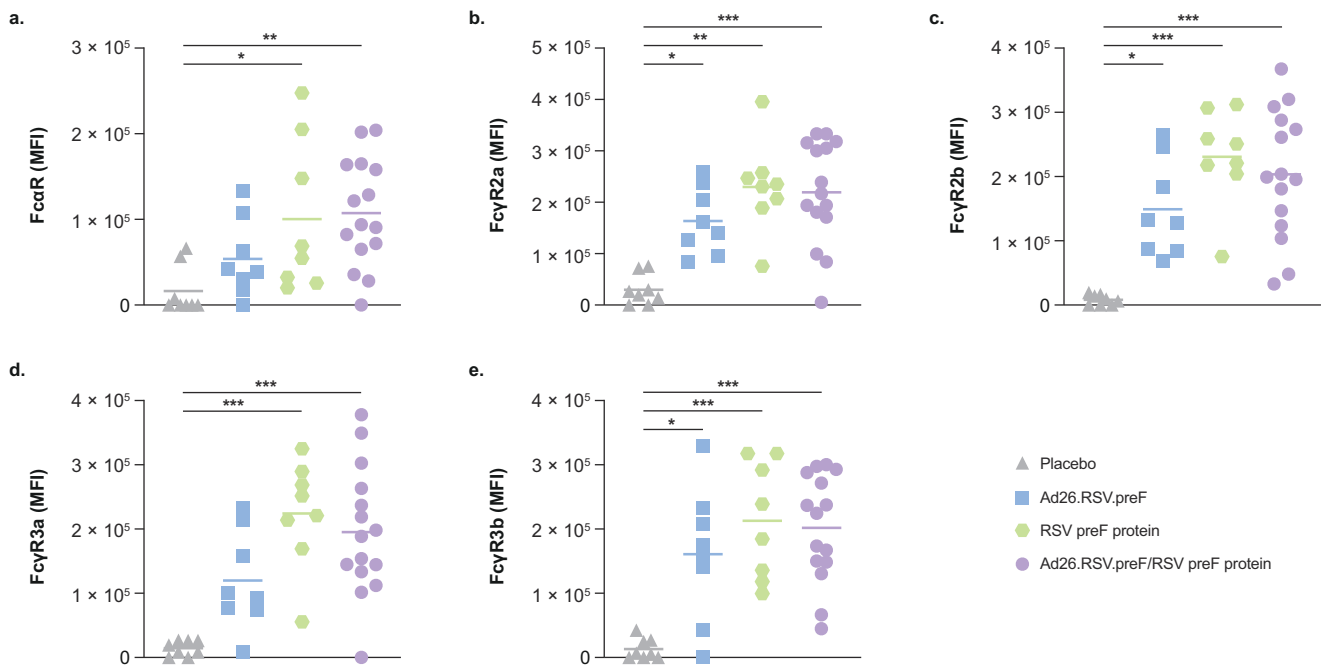 a.
**
*
3 × 10⁵
2 × 10⁵
1 × 10⁵
0
FcαR (MFI)
b.
***
**
*
5 × 10⁵
4 × 10⁵
3 × 10⁵
2 × 10⁵
1 × 10⁵
0
FcγR2a (MFI)
c.
***
***
*
4 × 10⁵
3 × 10⁵
2 × 10⁵
1 × 10⁵
0
FcγR2b (MFI)
d.
***
***
4 × 10⁵
3 × 10⁵
2 × 10⁵
1 × 10⁵
0
FcγR3a (MFI)
e.
***
***
*
4 × 10⁵
3 × 10⁵
2 × 10⁵
1 × 10⁵
0
FcγR3b (MFI)
Placebo
Ad26.RSV.preF
RSV preF protein
Ad26.RSV.preF/RSV preF protein